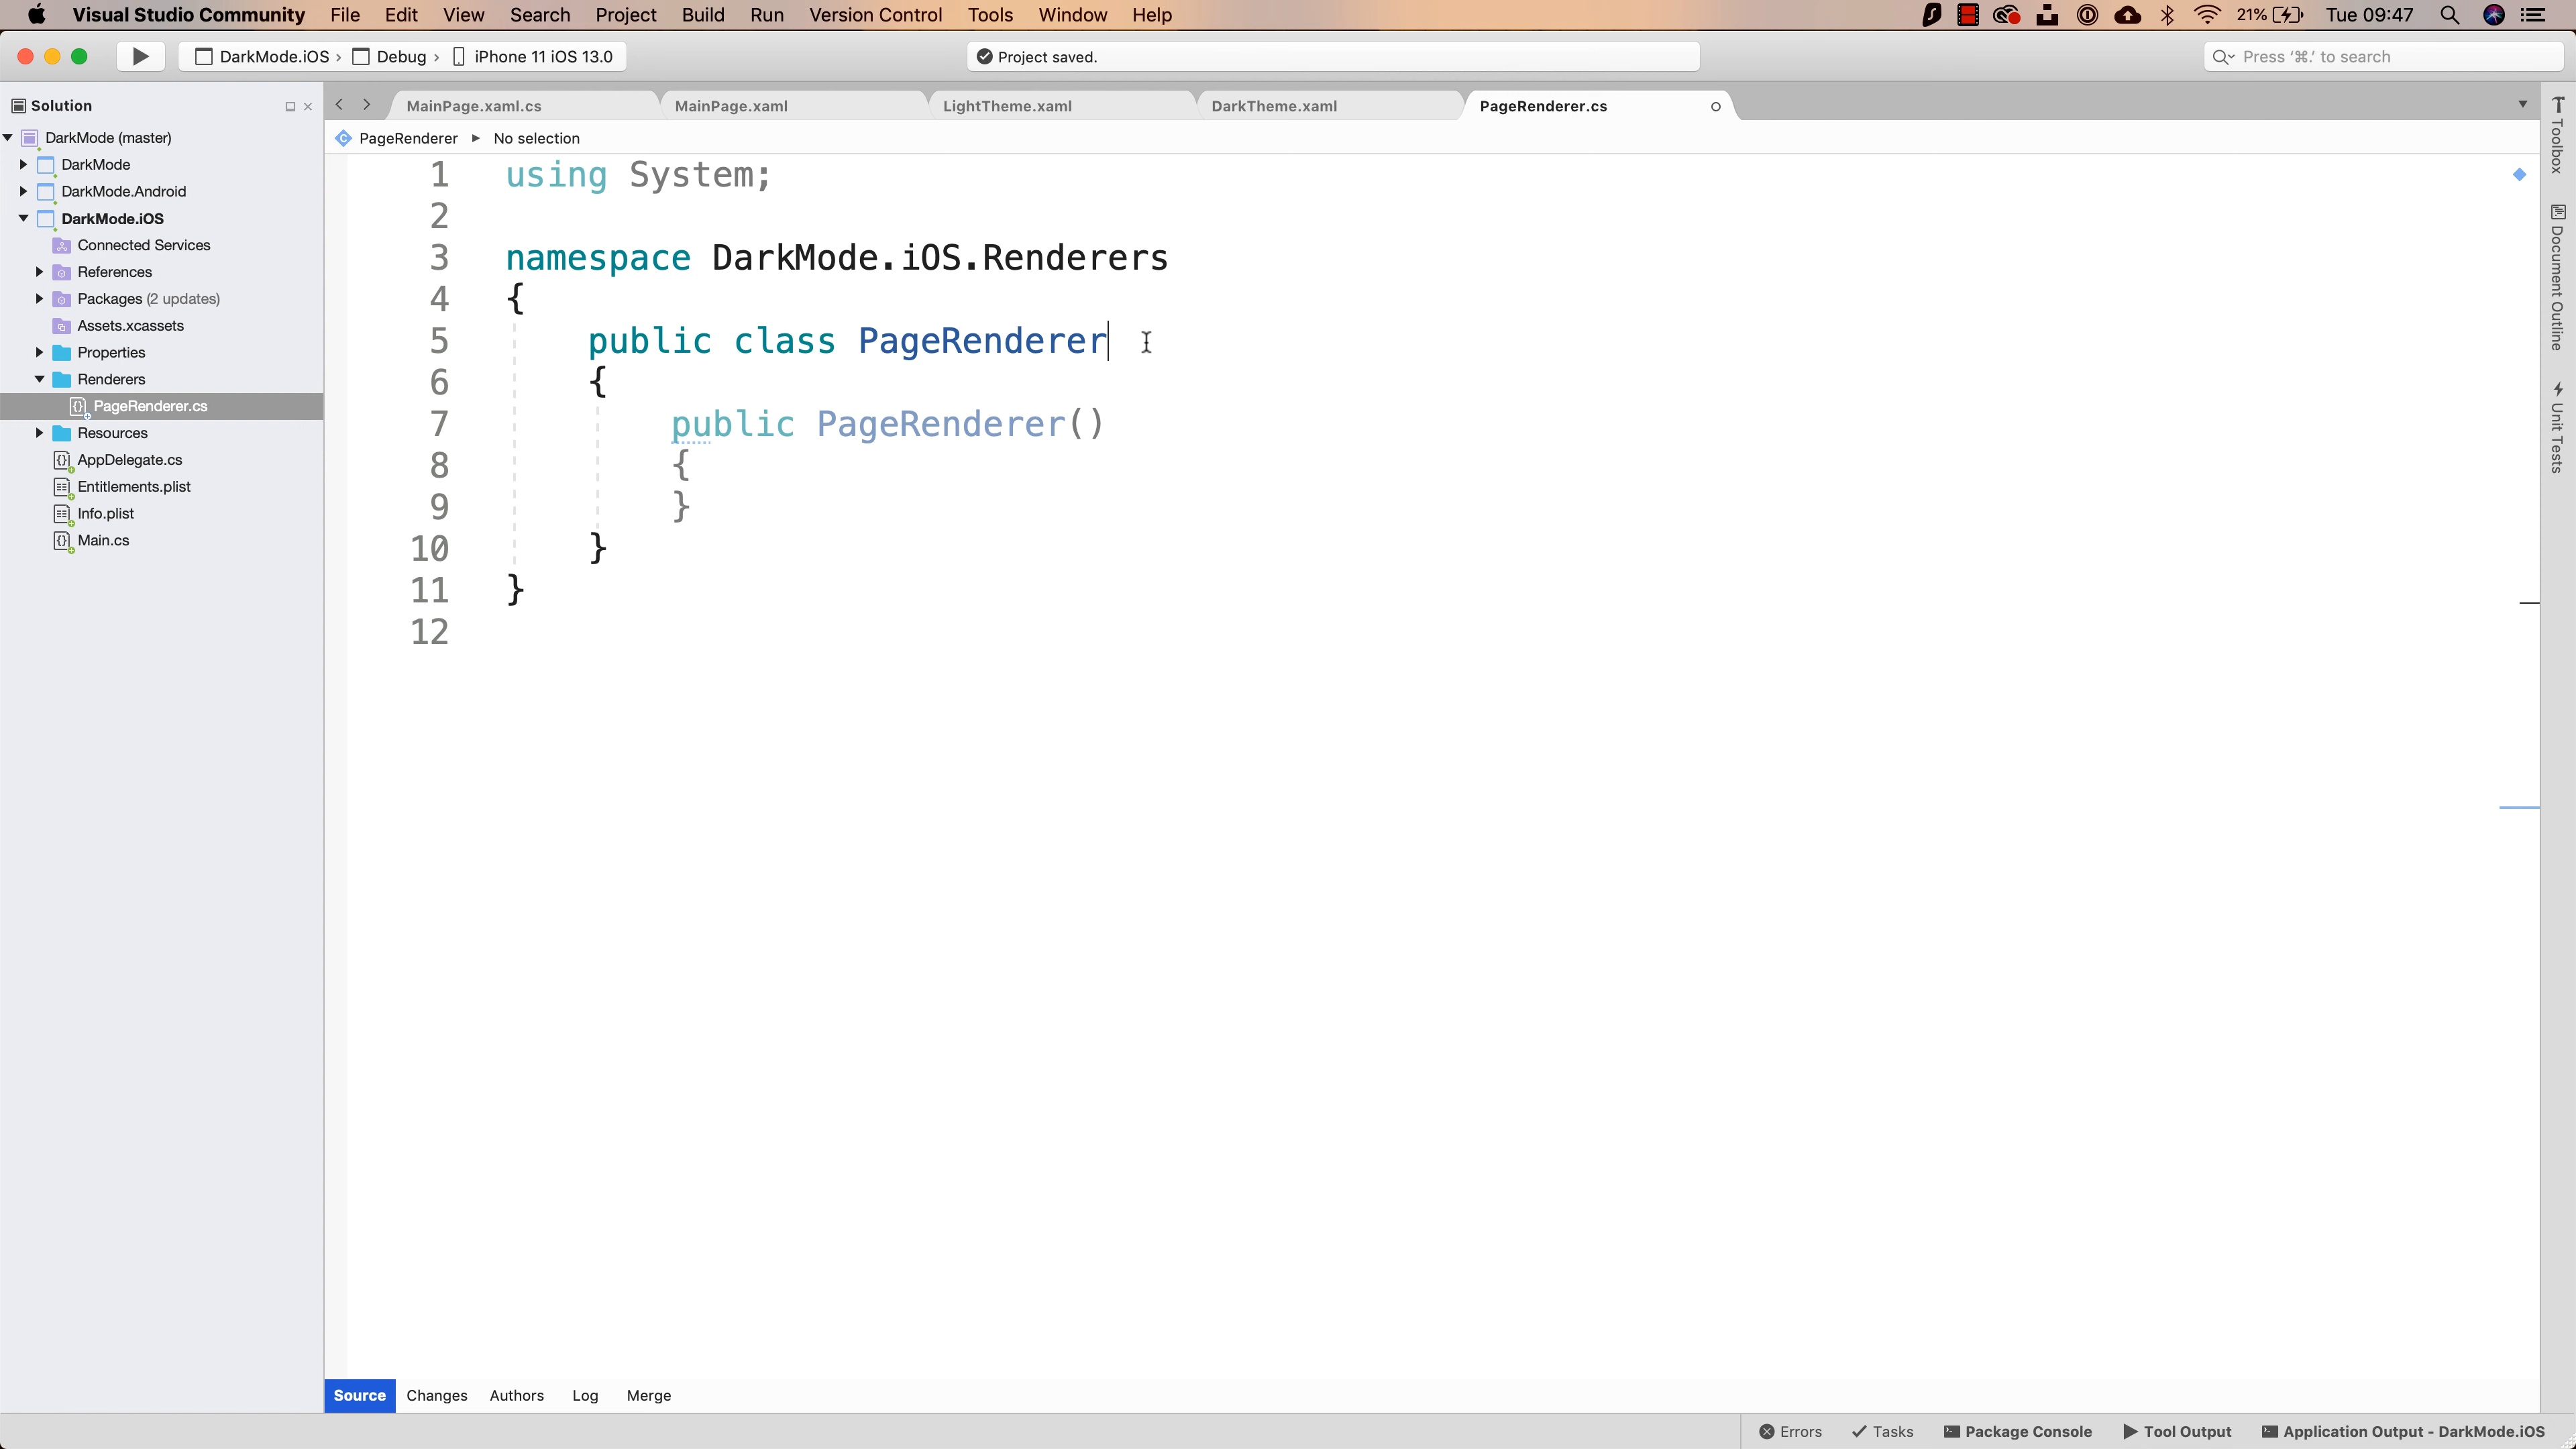 Visual Studio Community File Edit View Search Project Build Run Version Control Tools Window Help 21% Tue 09:47
DarkMode.iOS › Debug › iPhone 11 iOS 13.0 Project saved. Press ‘⌘.’ to search
Solution
DarkMode (master)
DarkMode
DarkMode.Android
DarkMode.iOS
Connected Services
References
Packages (2 updates)
Assets.xcassets
Properties
Renderers
PageRenderer.cs
Resources
AppDelegate.cs
Entitlements.plist
Info.plist
Main.cs
MainPage.xaml.cs MainPage.xaml LightTheme.xaml DarkTheme.xaml PageRenderer.cs
PageRenderer ▸ No selection
1 using System;
2
3 namespace DarkMode.iOS.Renderers
4 {
5 public class PageRenderer
6 {
7 public PageRenderer()
8 {
9 }
10 }
11 }
12
Toolbox
Document Outline
Unit Tests
Source Changes Authors Log Merge
Errors Tasks Package Console Tool Output Application Output - DarkMode.iOS